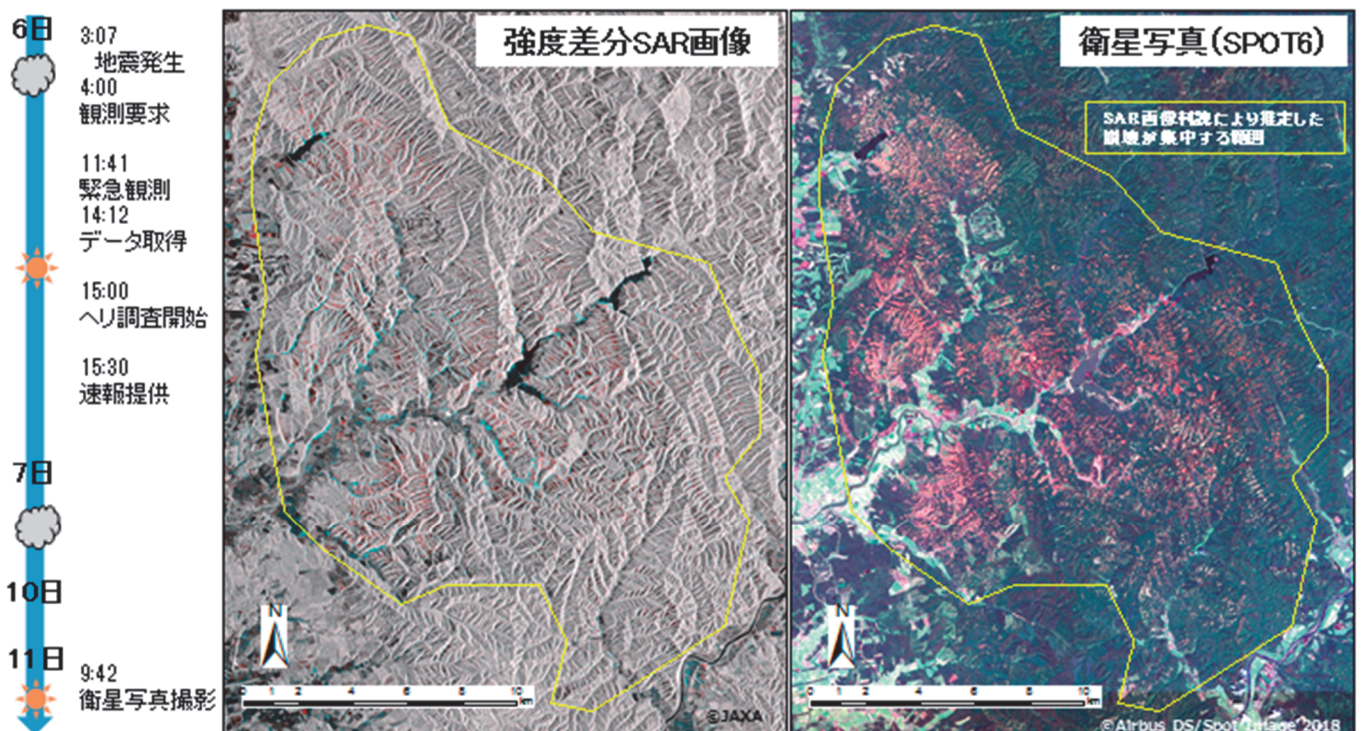 6日
3:07
地震発生
4:00
観測要求
11:41
緊急観測
14:12
データ取得
15:00
ヘリ調査開始
15:30
速報提供
7日
10日
11日
9:42
衛星写真撮影
強度差分SAR画像
N
0 1 2 4 6 8 10
km
©JAXA
衛星写真(SPOT6)
SAR画像判読により推定した
崩壊が集中する範囲
N
0 1 2 4 6 8 10
km
©Airbus DS/Spot Image 2018